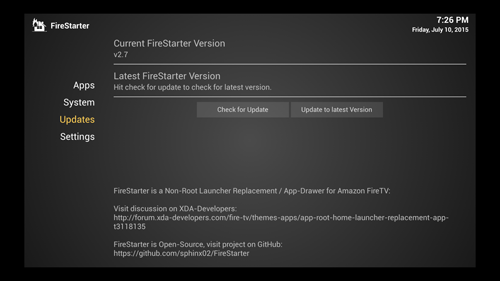 FireStarter
7:26 PM
Friday, July 10, 2015
Current FireStarter Version
v2.7
Latest FireStarter Version
Hit check for update to check for latest version.
Apps
System
Updates
Settings
Check for Update
Update to latest Version
FireStarter is a Non-Root Launcher Replacement / App-Drawer for Amazon FireTV:
Visit discussion on XDA-Developers:
http://forum.xda-developers.com/fire-tv/themes-apps/app-root-home-launcher-replacement-app-
t3118135
FireStarter is Open-Source, visit project on GitHub:
https://github.com/sphinx02/FireStarter